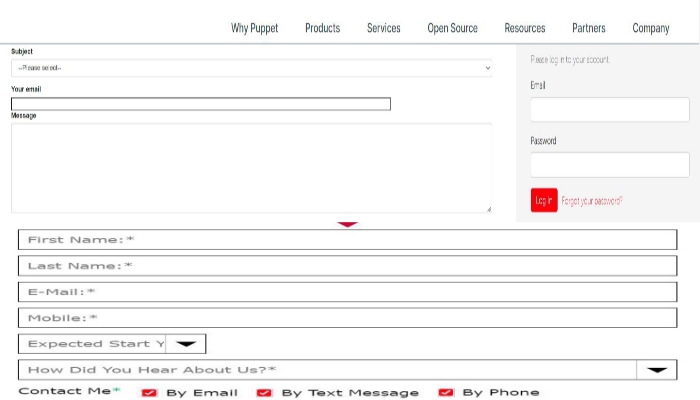 Why Puppet Products Services Open Source Resources Partners Company
Subject
--Please select--
Your email
Message
Please log in to your account.
Email
Password
Log in Forgot your password?
First Name:*
Last Name:*
E-Mail:*
Mobile:*
Expected Start Y
How Did You Hear About Us?*
Contact Me* By Email By Text Message By Phone